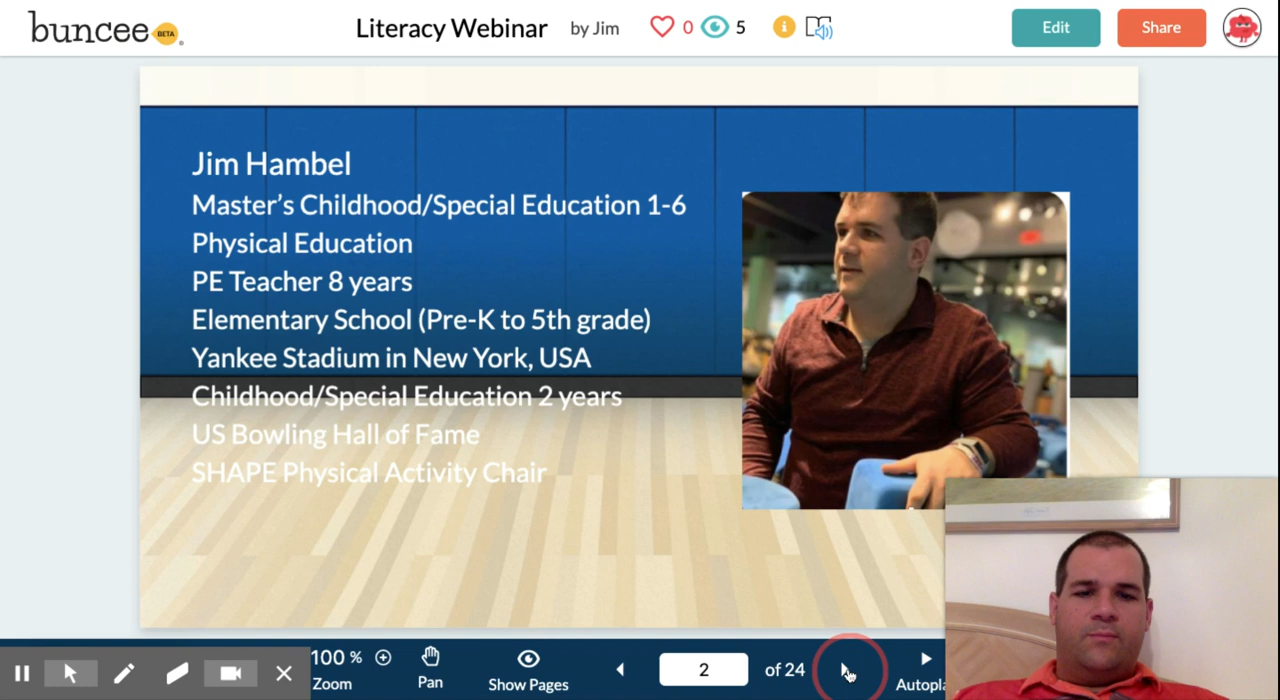 buncee BETA
Literacy Webinar by Jim 0 5 i Edit Share
Jim Hambel
Master's Childhood/Special Education 1-6
Physical Education
PE Teacher 8 years
Elementary School (Pre-K to 5th grade)
Yankee Stadium in New York, USA
Childhood/Special Education 2 years
US Bowling Hall of Fame
SHAPE Physical Activity Chair
100 %
Zoom
Pan
Show Pages
2 of 24
Autopla